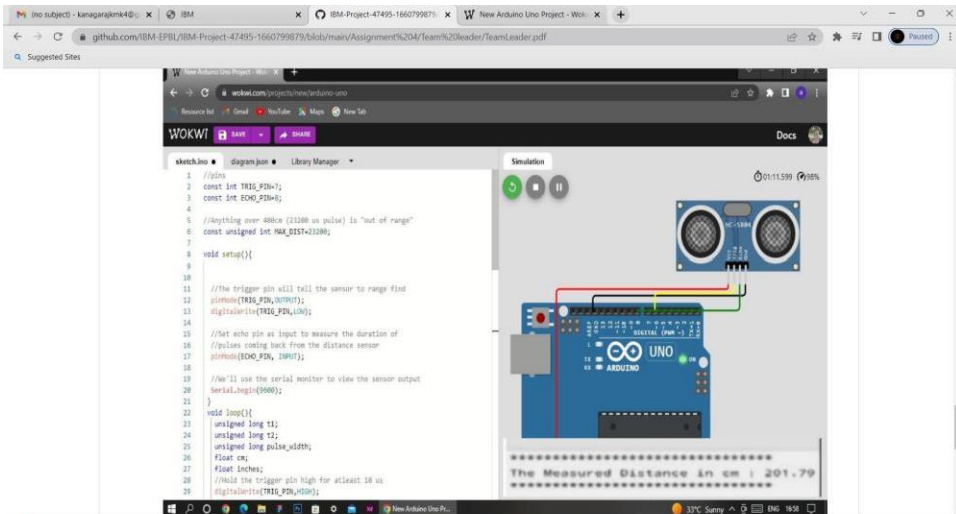 (no subject) - kanagarajkmk4@g
IBM
IBM-Project-47495-1660799879
New Arduino Uno Project - Wok
github.com/IBM-EPBL/IBM-Project-47495-1660799879/blob/main/Assignment%204/Team%20leader/TeamLeader.pdf
Paused
Suggested Sites
New Arduino Uno Project - Wok
wokwi.com/projects/new/arduino-uno
Resource list
Gmail
YouTube
Maps
New Tab
WOKWI
SAVE
SHARE
Docs
sketch.ino
diagram.json
Library Manager
1 //pins
2 const int TRIG_PIN=7;
3 const int ECHO_PIN=8;
4
5 //Anything over 400cm (23200 us pulse) is "out of range"
6 const unsigned int MAX_DIST=23200;
7
8 void setup(){
9
10
11 //The trigger pin will tell the sensor to range find
12 pinMode(TRIG_PIN,OUTPUT);
13 digitalWrite(TRIG_PIN,LOW);
14
15 //Set echo pin as input to measure the duration of
16 //pulses coming back from the distance sensor
17 pinMode(ECHO_PIN, INPUT);
18
19 //We'll use the serial moniter to view the sensor output
20 Serial.begin(9600);
21 }
22 void loop(){
23 unsigned long t1;
24 unsigned long t2;
25 unsigned long pulse_width;
26 float cm;
27 float inches;
28 //Hold the trigger pin high for atleast 10 us
29 digitalWrite(TRIG_PIN,HIGH);
Simulation
01:11.599
98%
HC-SR04
DIGITAL (PWM ~)
L
TX
RX
UNO
ON
ARDUINO
********************************
The Measured Distance in cm : 201.79
********************************
New Arduino Uno Pr...
33°C Sunny
ENG
16:58